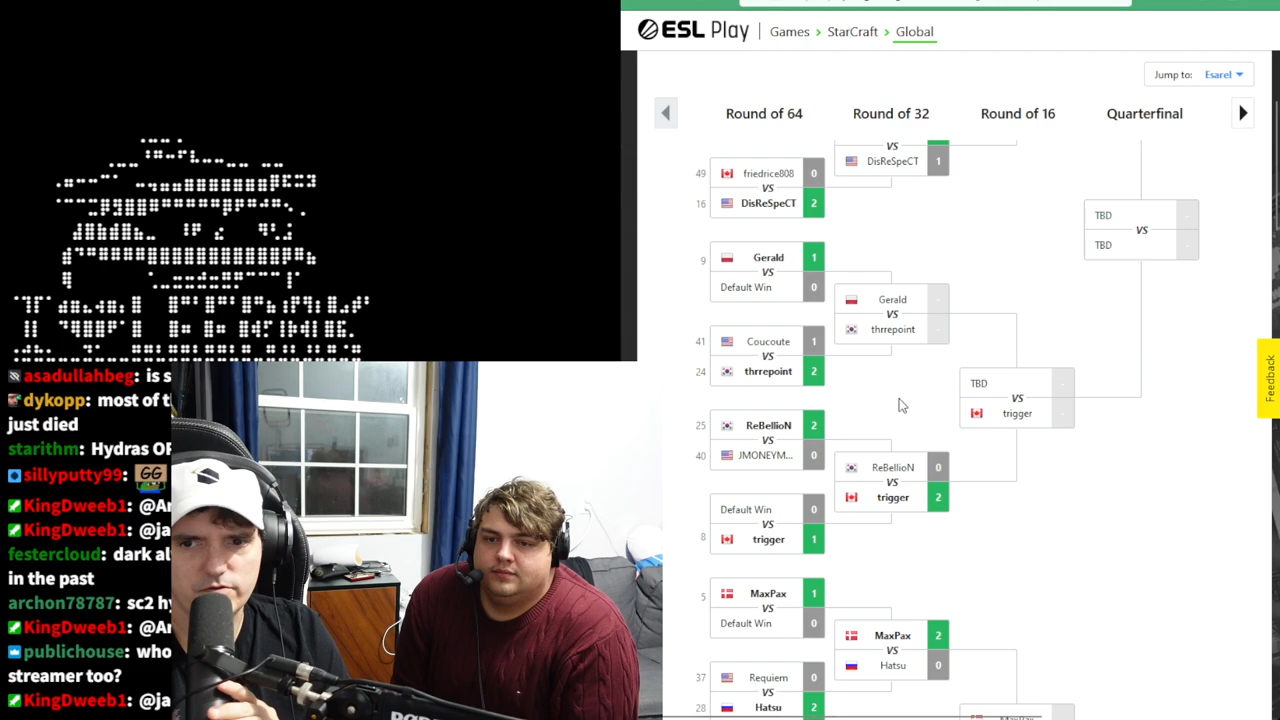 ESL Play
Games > StarCraft > Global
Jump to: Esarel
Round of 64
Round of 32
Round of 16
Quarterfinal
VS
DisReSpeCT 1
49 friedrice808 0
VS
16 DisReSpeCT 2
TBD -
VS
TBD -
9 Gerald 1
VS
Default Win 0
Gerald -
VS
thrrepoint -
41 Coucoute 1
VS
24 thrrepoint 2
TBD -
VS
trigger -
25 ReBellioN 2
VS
40 JMONEYM... 0
ReBellioN 0
VS
trigger 2
Default Win 0
VS
8 trigger 1
5 MaxPax 1
VS
Default Win 0
MaxPax 2
VS
Hatsu 0
37 Requiem 0
VS
28 Hatsu 2
Feedback
asadullahbeg: is s
dykopp: most of t
just died
starithm: Hydras OP
sillyputty99: GG
KingDweeb1: @Ar
KingDweeb1: @ja
festercloud: dark al
in the past
archon78787: sc2 hy
KingDweeb1: @Ar
publichouse: who
streamer too?
KingDweeb1: @ja